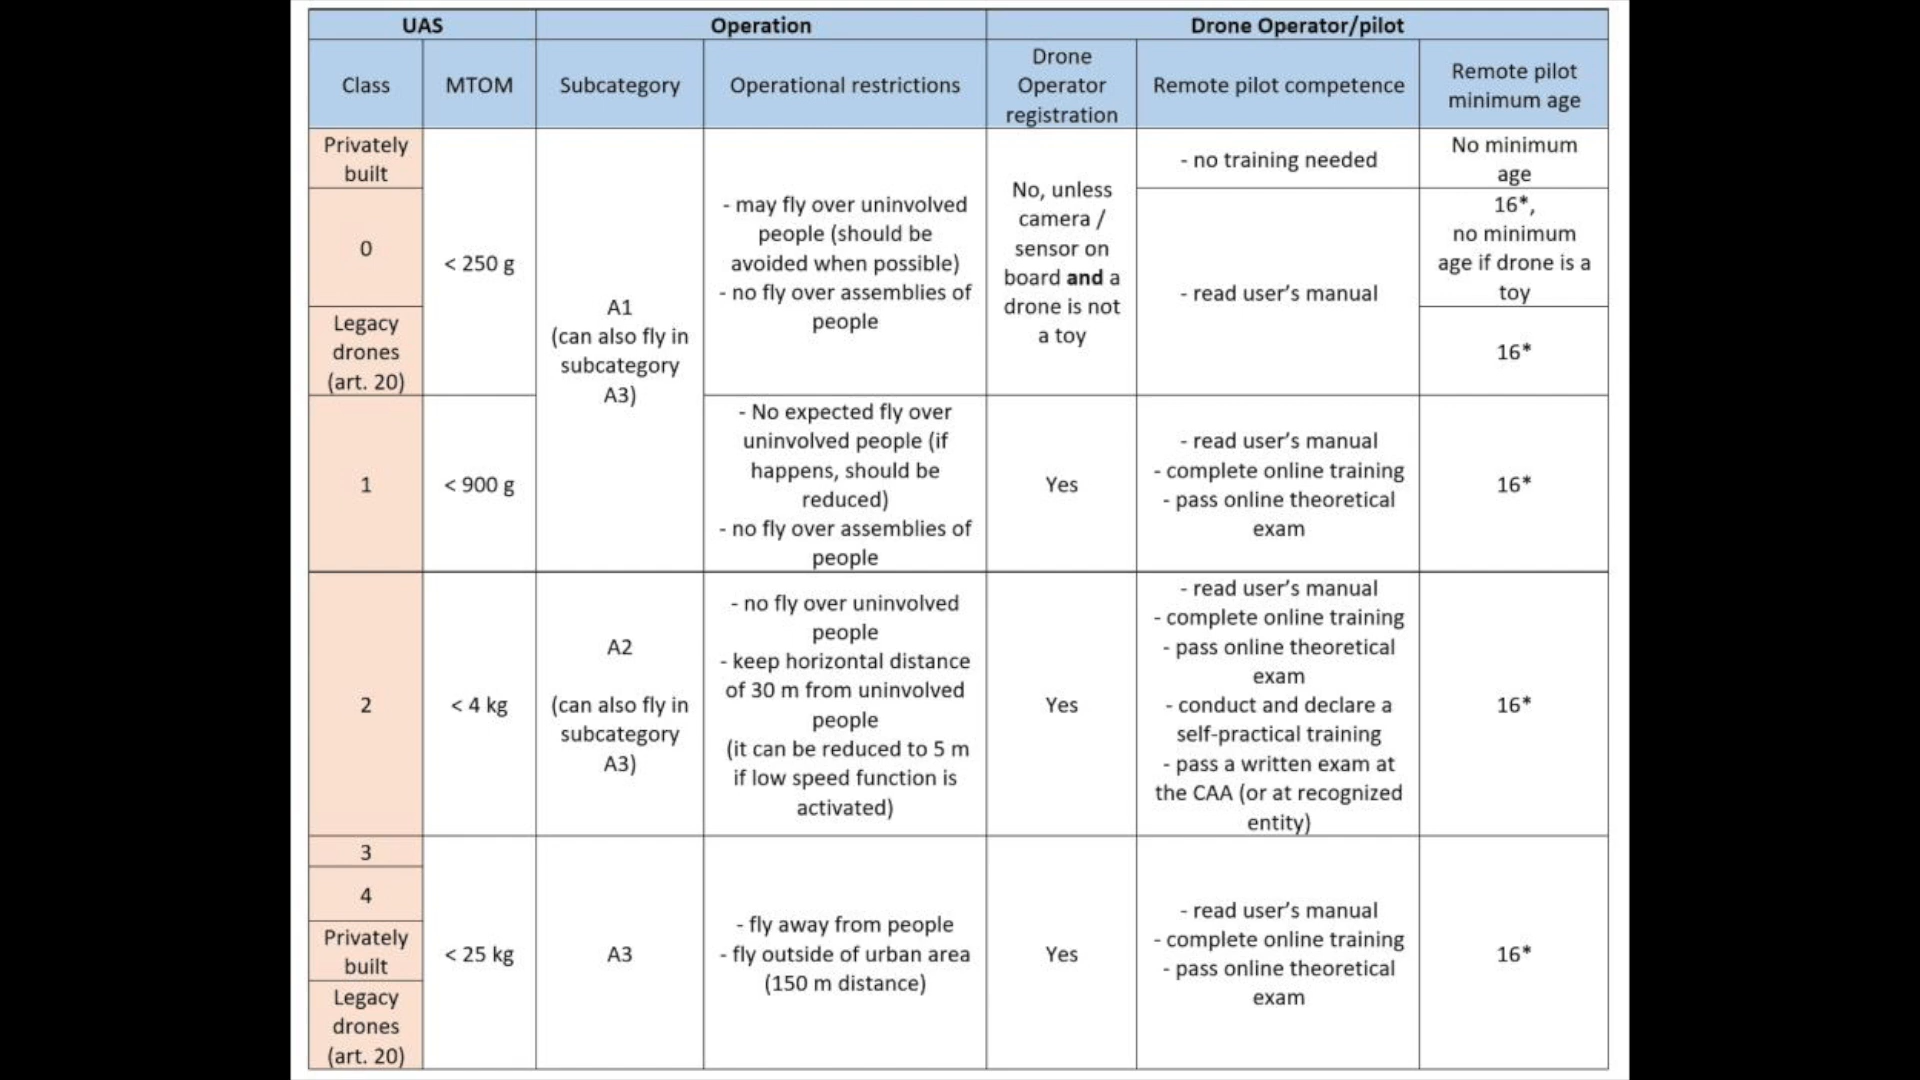 UAS
Operation
Drone Operator/pilot
Class
MTOM
Subcategory
Operational restrictions
Drone
Operator
registration
Remote pilot competence
Remote pilot
minimum age
Privately
built
< 250 g
A1
(can also fly in
subcategory
A3)
- may fly over uninvolved
people (should be
avoided when possible)
- no fly over assemblies of
people
No, unless
camera /
sensor on
board and a
drone is not
a toy
- no training needed
No minimum
age
0
- read user's manual
16*,
no minimum
age if drone is a
toy
Legacy
drones
(art. 20)
16*
1
< 900 g
- No expected fly over
uninvolved people (if
happens, should be
reduced)
- no fly over assemblies of
people
Yes
- read user's manual
- complete online training
- pass online theoretical
exam
16*
2
< 4 kg
A2
(can also fly in
subcategory
A3)
- no fly over uninvolved
people
- keep horizontal distance
of 30 m from uninvolved
people
(it can be reduced to 5 m
if low speed function is
activated)
Yes
- read user's manual
- complete online training
- pass online theoretical
exam
- conduct and declare a
self-practical training
- pass a written exam at
the CAA (or at recognized
entity)
16*
3
4
Privately
built
Legacy
drones
(art. 20)
< 25 kg
A3
- fly away from people
- fly outside of urban area
(150 m distance)
Yes
- read user's manual
- complete online training
- pass online theoretical
exam
16*